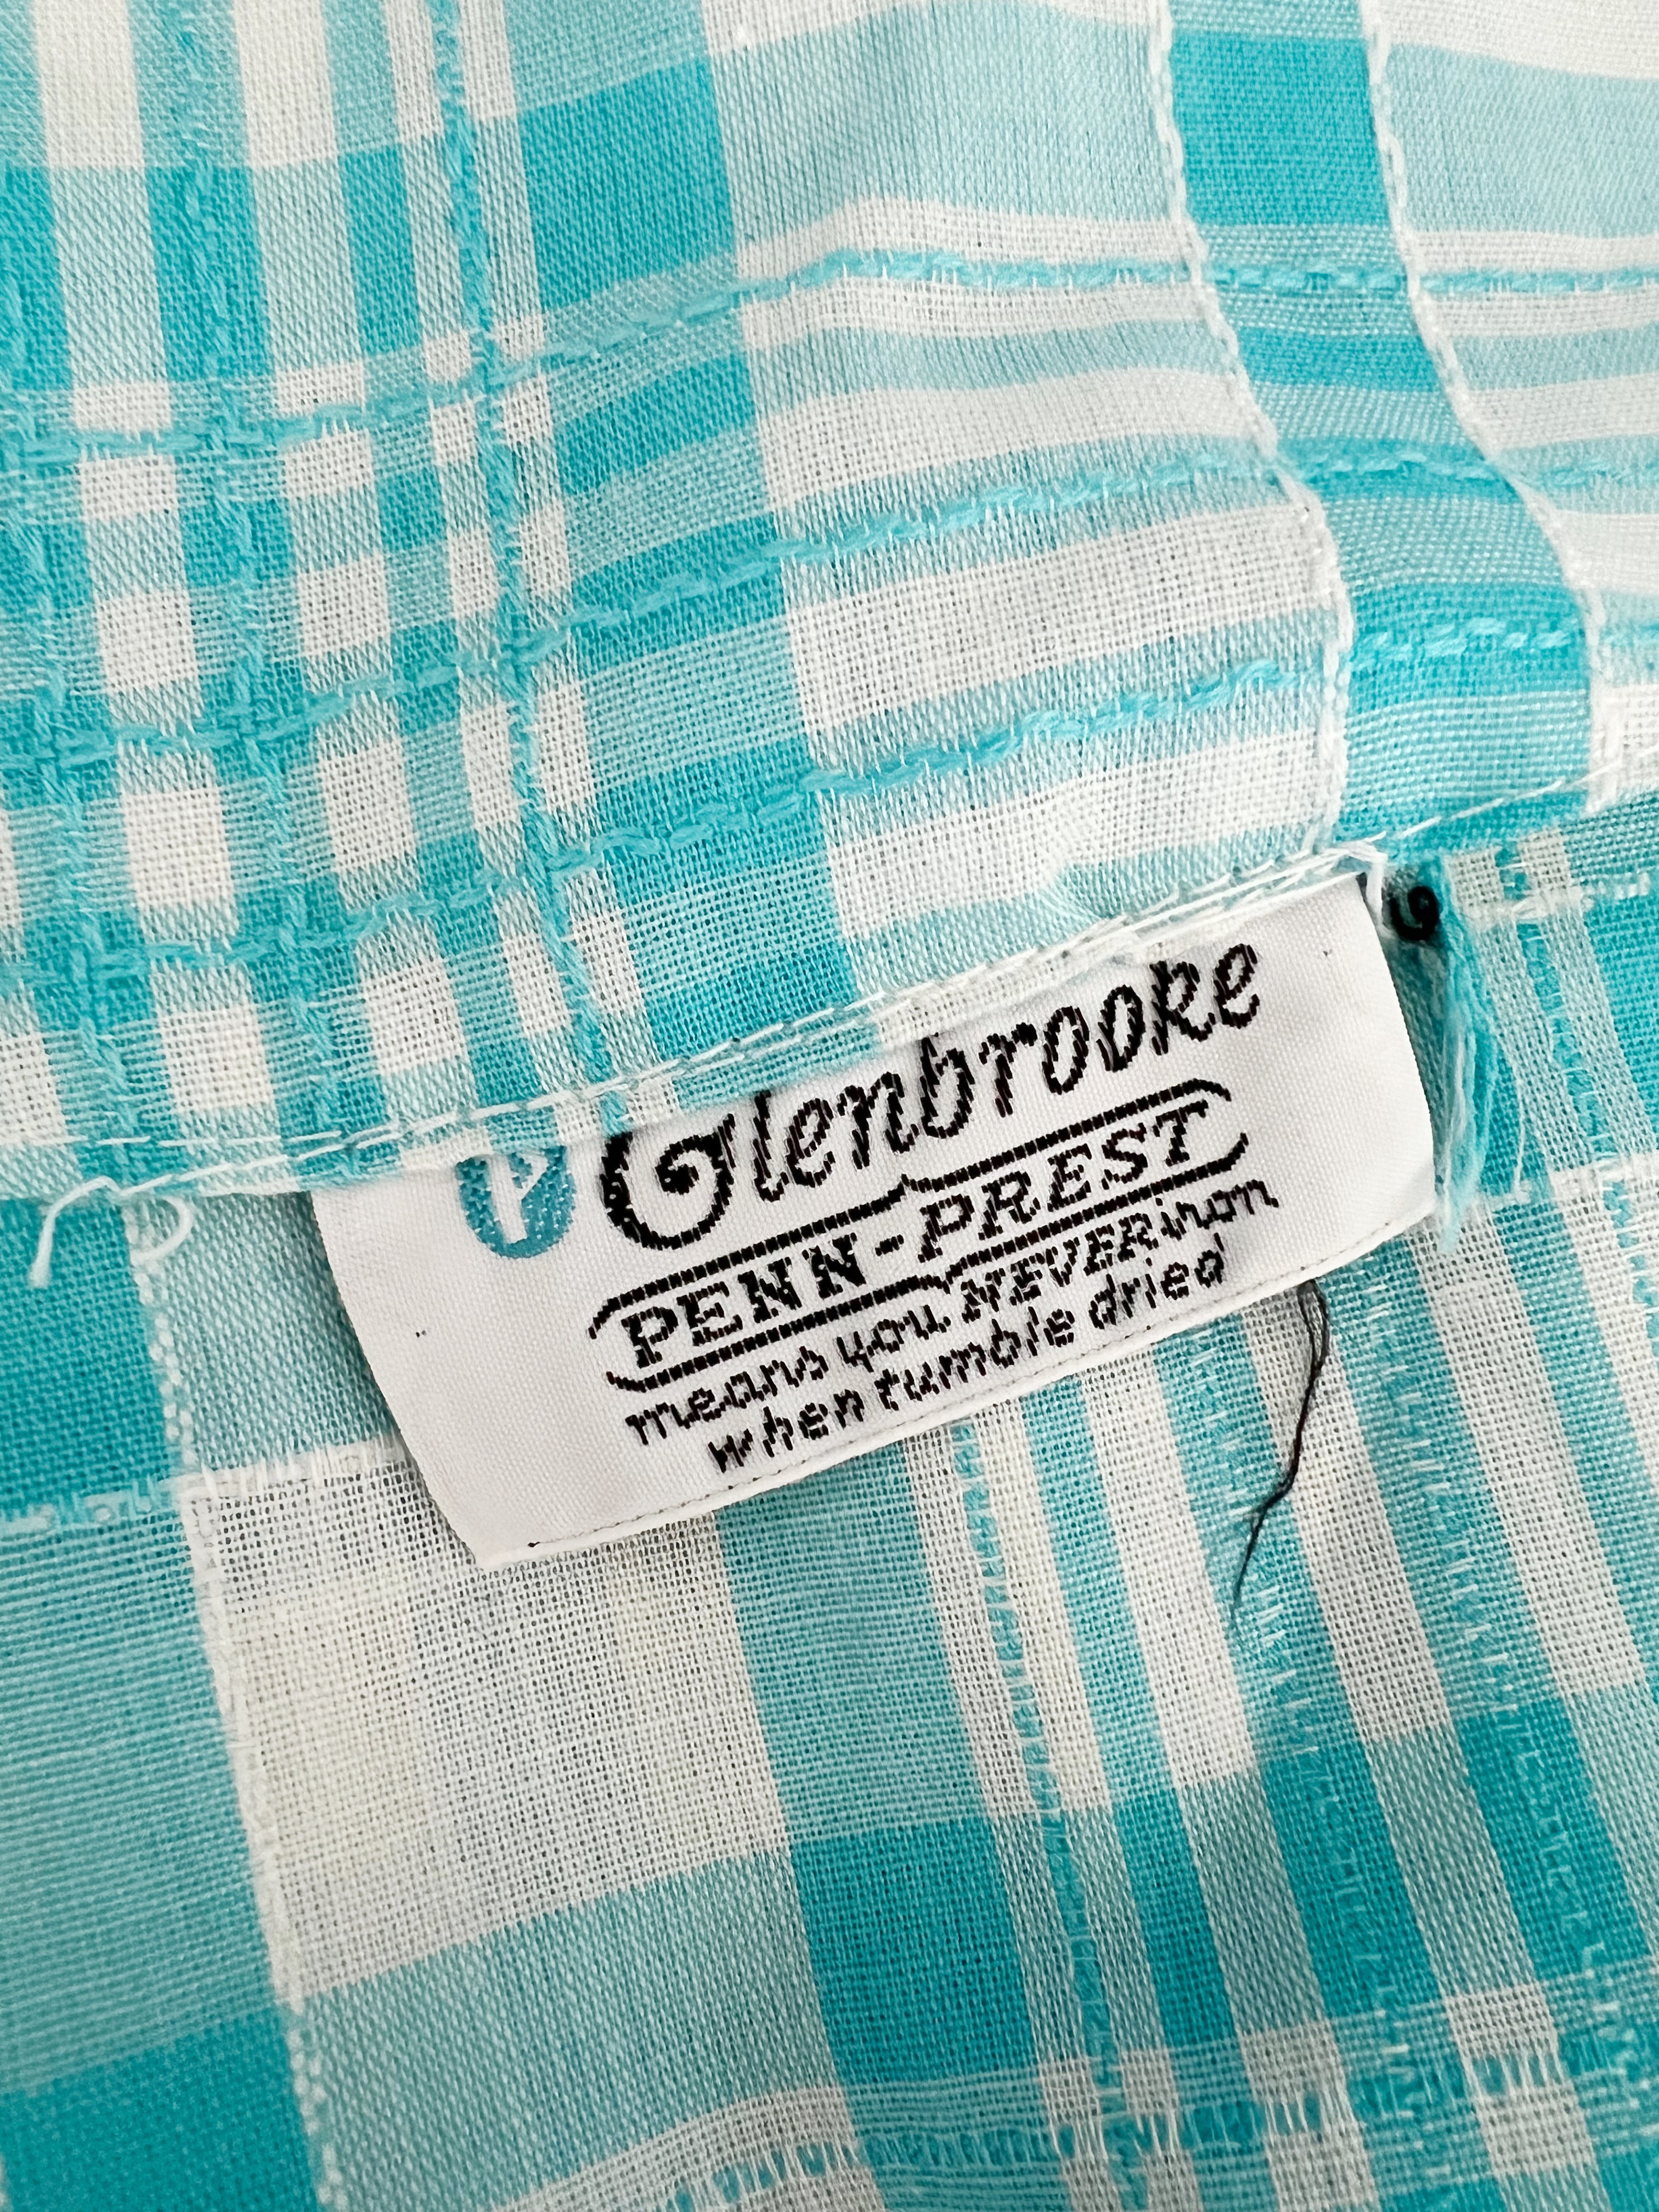 P Glenbrooke
PENN-PREST
means you NEVER iron
when tumble dried